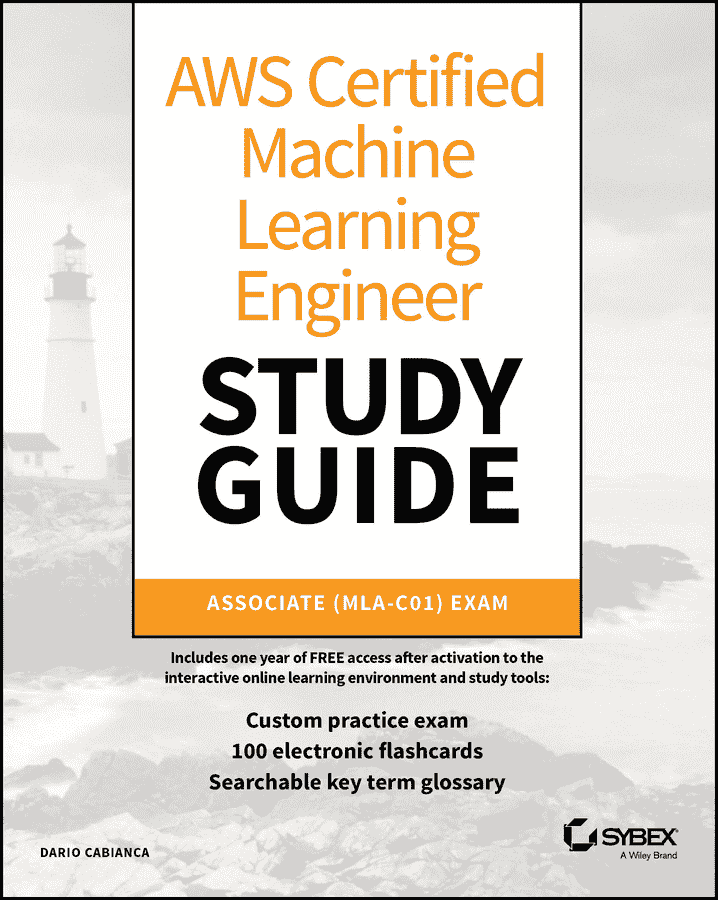 AWS Certified
Machine
Learning
Engineer
STUDY
GUIDE
ASSOCIATE (MLA-C01) EXAM
Includes one year of FREE access after activation to the
interactive online learning environment and study tools:
Custom practice exam
100 electronic flashcards
Searchable key term glossary
DARIO CABIANCA
SYBEX®
A Wiley Brand